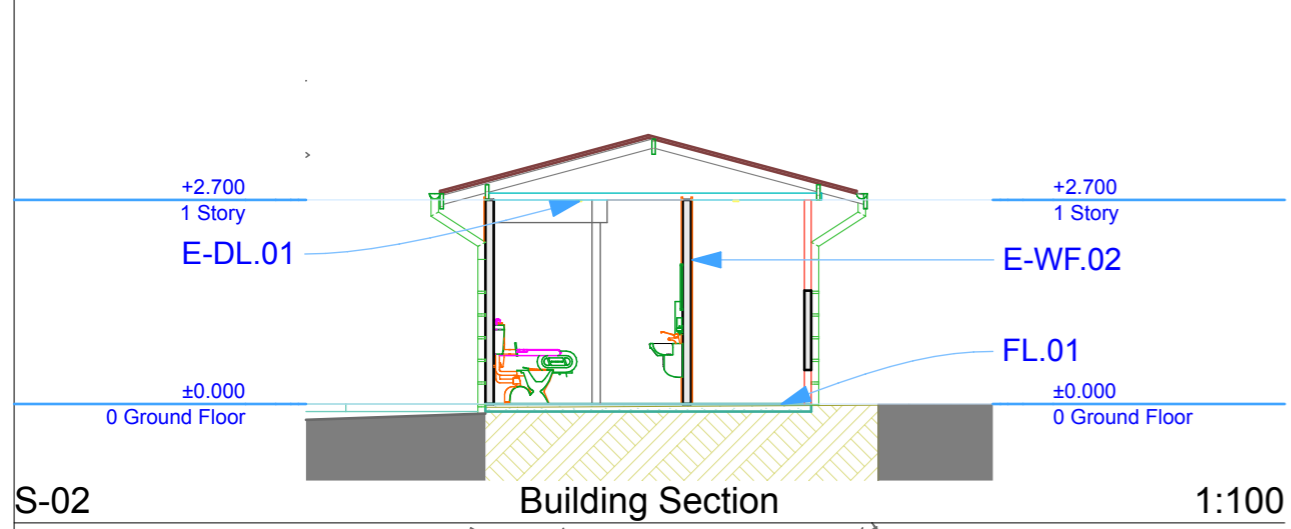 +2.700
1 Story
+2.700
1 Story
E-DL.01
E-WF.02
FL.01
±0.000
0 Ground Floor
±0.000
0 Ground Floor
S-02 Building Section 1:100